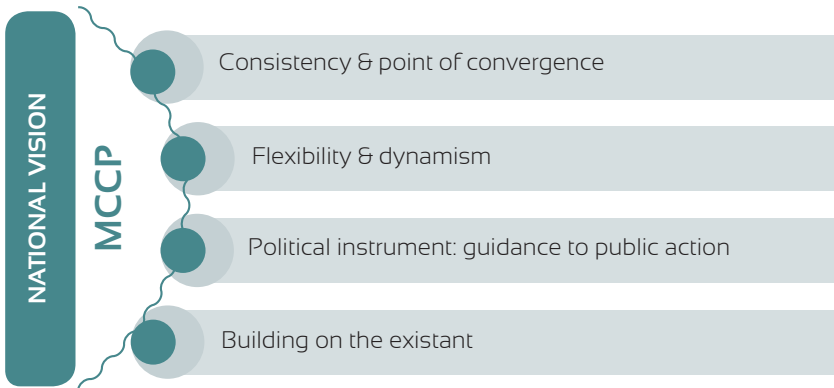 NATIONAL VISION
MCCP
Consistency & point of convergence
Flexibility & dynamism
Political instrument: guidance to public action
Building on the existant